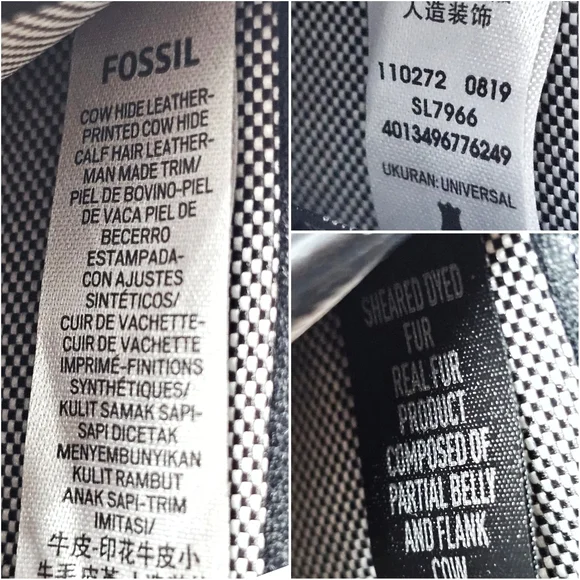 FOSSIL
COW HIDE LEATHER-
PRINTED COW HIDE
CALF HAIR LEATHER-
MAN MADE TRIM/
PIEL DE BOVINO-PIEL
DE VACA PIEL DE
BECERRO
ESTAMPADA-
CON AJUSTES
SINTÉTICOS/
CUIR DE VACHETTE-
CUIR DE VACHETTE
IMPRIMÉ-FINITIONS
SYNTHÉTIQUES/
KULIT SAMAK SAPI-
SAPI DICETAK
MENYEMBUNYIKAN
KULIT RAMBUT
ANAK SAPI-TRIM
IMITASI/
牛皮-印花牛皮小
人造装饰
110272 0819
SL7966
4013496776249
UKURAN: UNIVERSAL
SHEARED DYED
FUR
REAL FUR
PRODUCT
COMPOSED OF
PARTIAL BELLY
AND FLANK
COW